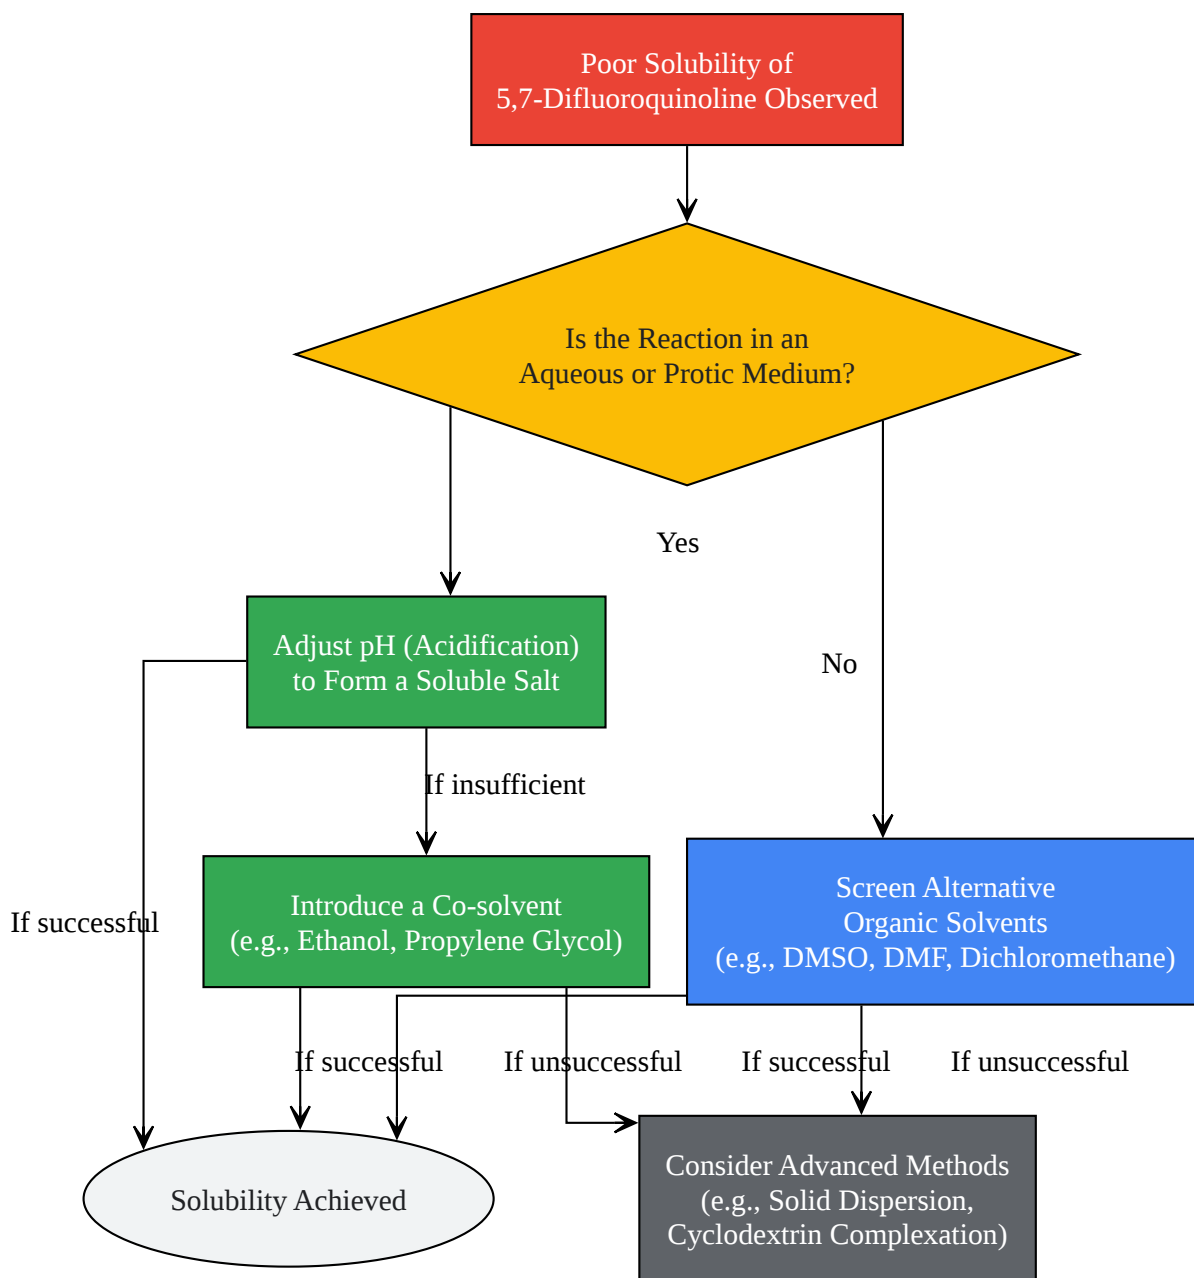 Poor Solubility of
5,7-Difluoroquinoline Observed
Is the Reaction in an
Aqueous or Protic Medium?
Yes
Adjust pH (Acidification)
to Form a Soluble Salt
No
If insufficient
Introduce a Co-solvent
(e.g., Ethanol, Propylene Glycol)
Screen Alternative
Organic Solvents
(e.g., DMSO, DMF, Dichloromethane)
If successful
If successful
If unsuccessful
If successful
If unsuccessful
Solubility Achieved
Consider Advanced Methods
(e.g., Solid Dispersion,
Cyclodextrin Complexation)